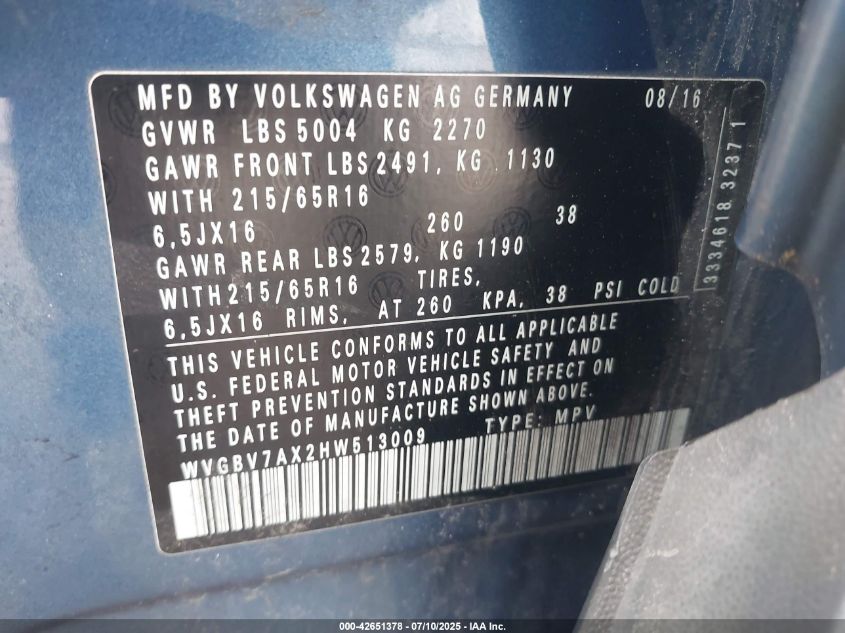 MFD BY VOLKSWAGEN AG GERMANY 08/16
GVWR LBS 5004 KG 2270
GAWR FRONT LBS 2491, KG 1130
WITH 215/65R16
6,5JX16 260 38
GAWR REAR LBS 2579, KG 1190
WITH 215/65R16 TIRES,
6,5JX16 RIMS, AT 260 KPA, 38 PSI COLD
THIS VEHICLE CONFORMS TO ALL APPLICABLE
U.S. FEDERAL MOTOR VEHICLE SAFETY AND
THEFT PREVENTION STANDARDS IN EFFECT ON
THE DATE OF MANUFACTURE SHOWN ABOVE.
WVGBV7AX2HW513009 TYPE: MPV
3334618 3237 1
000-42651378 - 07/10/2025 - IAA Inc.